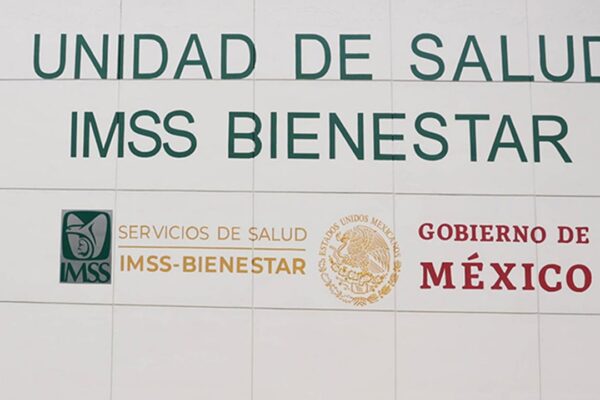 UNIDAD DE SALUD
IMSS BIENESTAR
IMSS
SERVICIOS DE SALUD
IMSS-BIENESTAR
ESTADOS UNIDOS MEXICANOS
GOBIERNO DE
MÉXICO